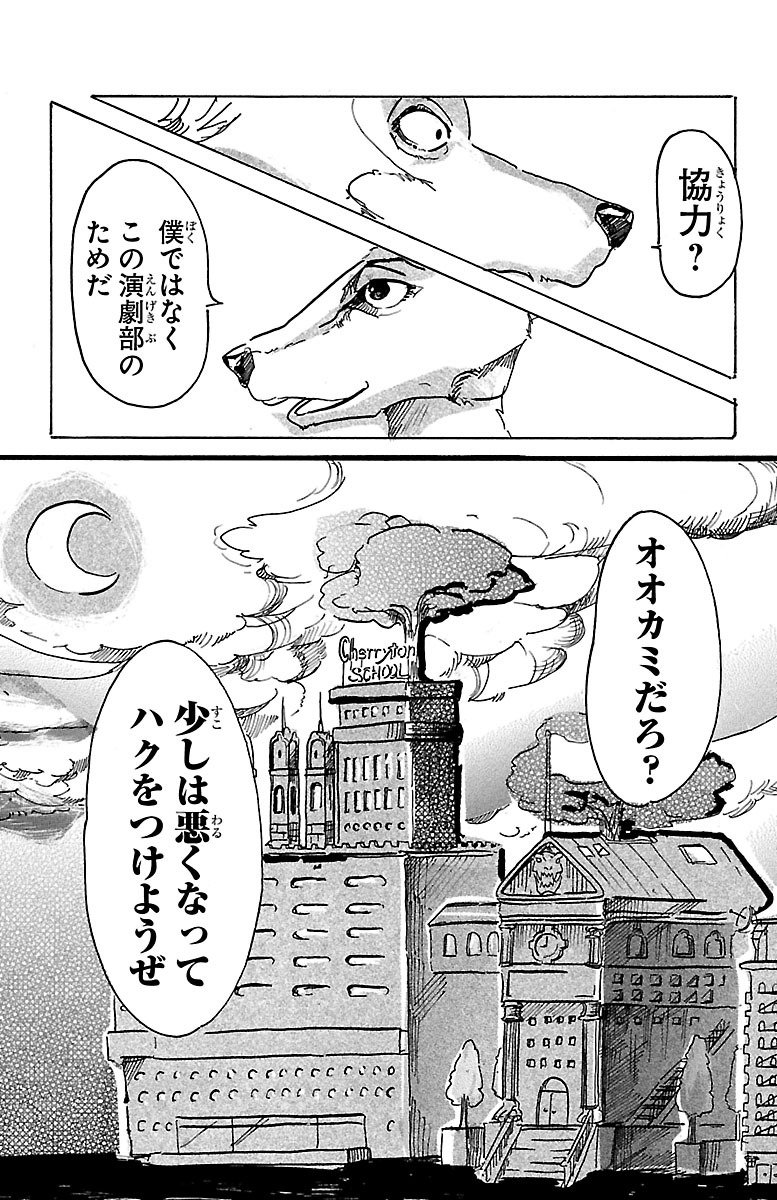 協力?
僕ではなく
この演劇部の
ためだ
オオカミだろ?
少しは悪くなって
ハクをつけようぜ
Cherryton
SCHOOL